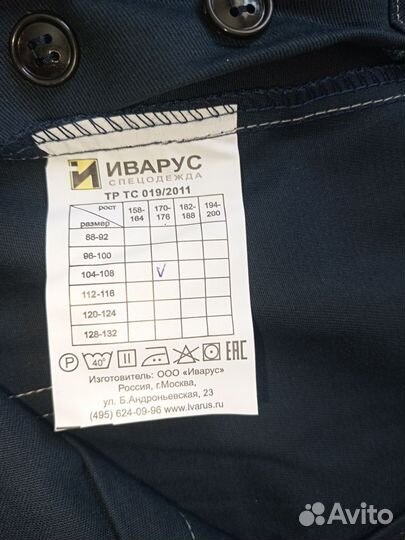 ИВАРУС
СПЕЦОДЕЖДА
ТР ТС 019/2011
рост 158-164 170-176 182-188 194-200
размер
88-92
96-100
104-108 V
112-116
120-124
128-132
P 40° EAC
Изготовитель: ООО «Иварус»
Россия, г.Москва,
ул. Б.Андроньевская, 23
(495) 624-09-96 www.ivarus.ru
Avito